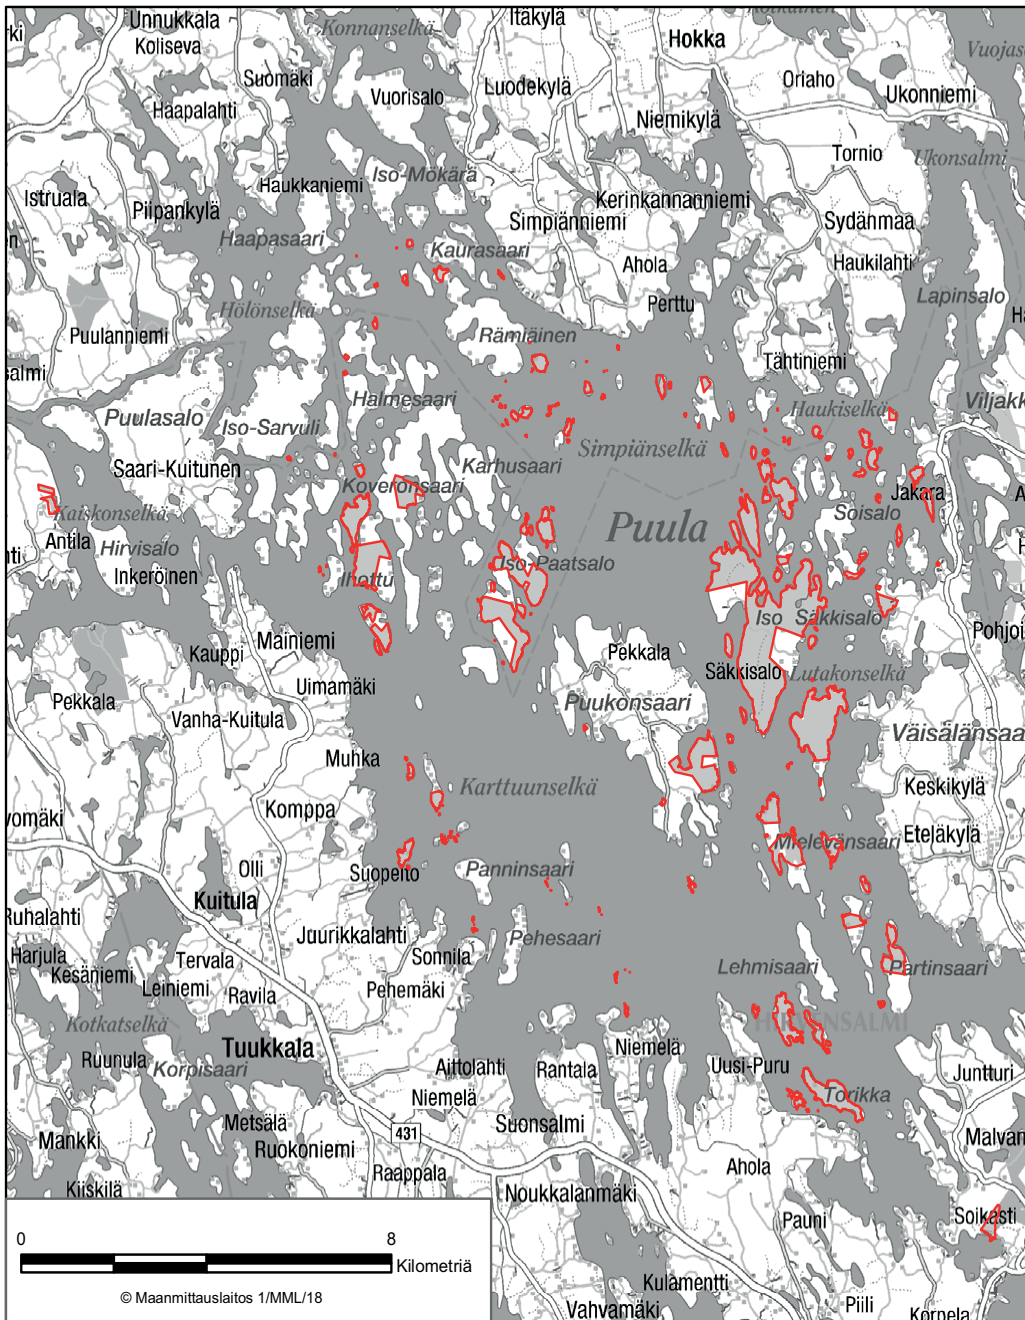 Unnukkala
Itäkylä
Koliseva
Konnanselkä
Hokka
Suomäki
Luodekylä
Oriaho
Vuorisalo
Ukonniemi
Haapalahti
Niemikylä
Tornio
Ukonsalmi
Iso-Mökärä
Haukkaniemi
Istruala
Kerinkannanniemi
Piipankylä
Simpiänniemi
Sydänmaa
Haapasaari
Kaurasaari
Ahola
Haukilahti
Lapinsalo
Perttu
Hölönselkä
Puulanniemi
Rämiäinen
Tähtiniemi
Halmesaari
Haukiselkä
Puulasalo
Iso-Sarvuli
Simpiänselkä
Saari-Kuitunen
Karhusaari
Koveronsaari
Jakara
Kaiskonselkä
Soisalo
Puula
Antila
Hirvisalo
Inkeröinen
Ihottu
Iso-Paatsalo
Iso Säkkisalo
Mainiemi
Kauppi
Pekkala
Säkkisalo
Lutakonselkä
Uimamäki
Pekkala
Puukonsaari
Vanha-Kuitula
Muhka
Karttuunselkä
Keskikylä
Komppa
Eteläkylä
Mielevänsaari
Olli
Suopelto
Panninsaari
Kuitula
Ruhalahti
Juurikkalahti
Pehesaari
Harjula
Tervala
Sonnila
Lehmisaari
Partinsaari
Kesäniemi
Leiniemi
Ravila
Pehemäki
Kotkatselkä
HIRVENSALMI
Tuukkala
Niemelä
Ruunula
Korpisaari
Aittolahti
Rantala
Uusi-Puru
Juntturi
Niemelä
Torikka
Metsälä
Suonsalmi
Mankki
431
Ruokoniemi
Raappala
Ahola
Kiiskilä
Noukkalanmäki
Pauni
Soikasti
0 8
Kilometriä
Kulamentti
© Maanmittauslaitos 1/MML/18
Vahvamäki
Piili
Korpela